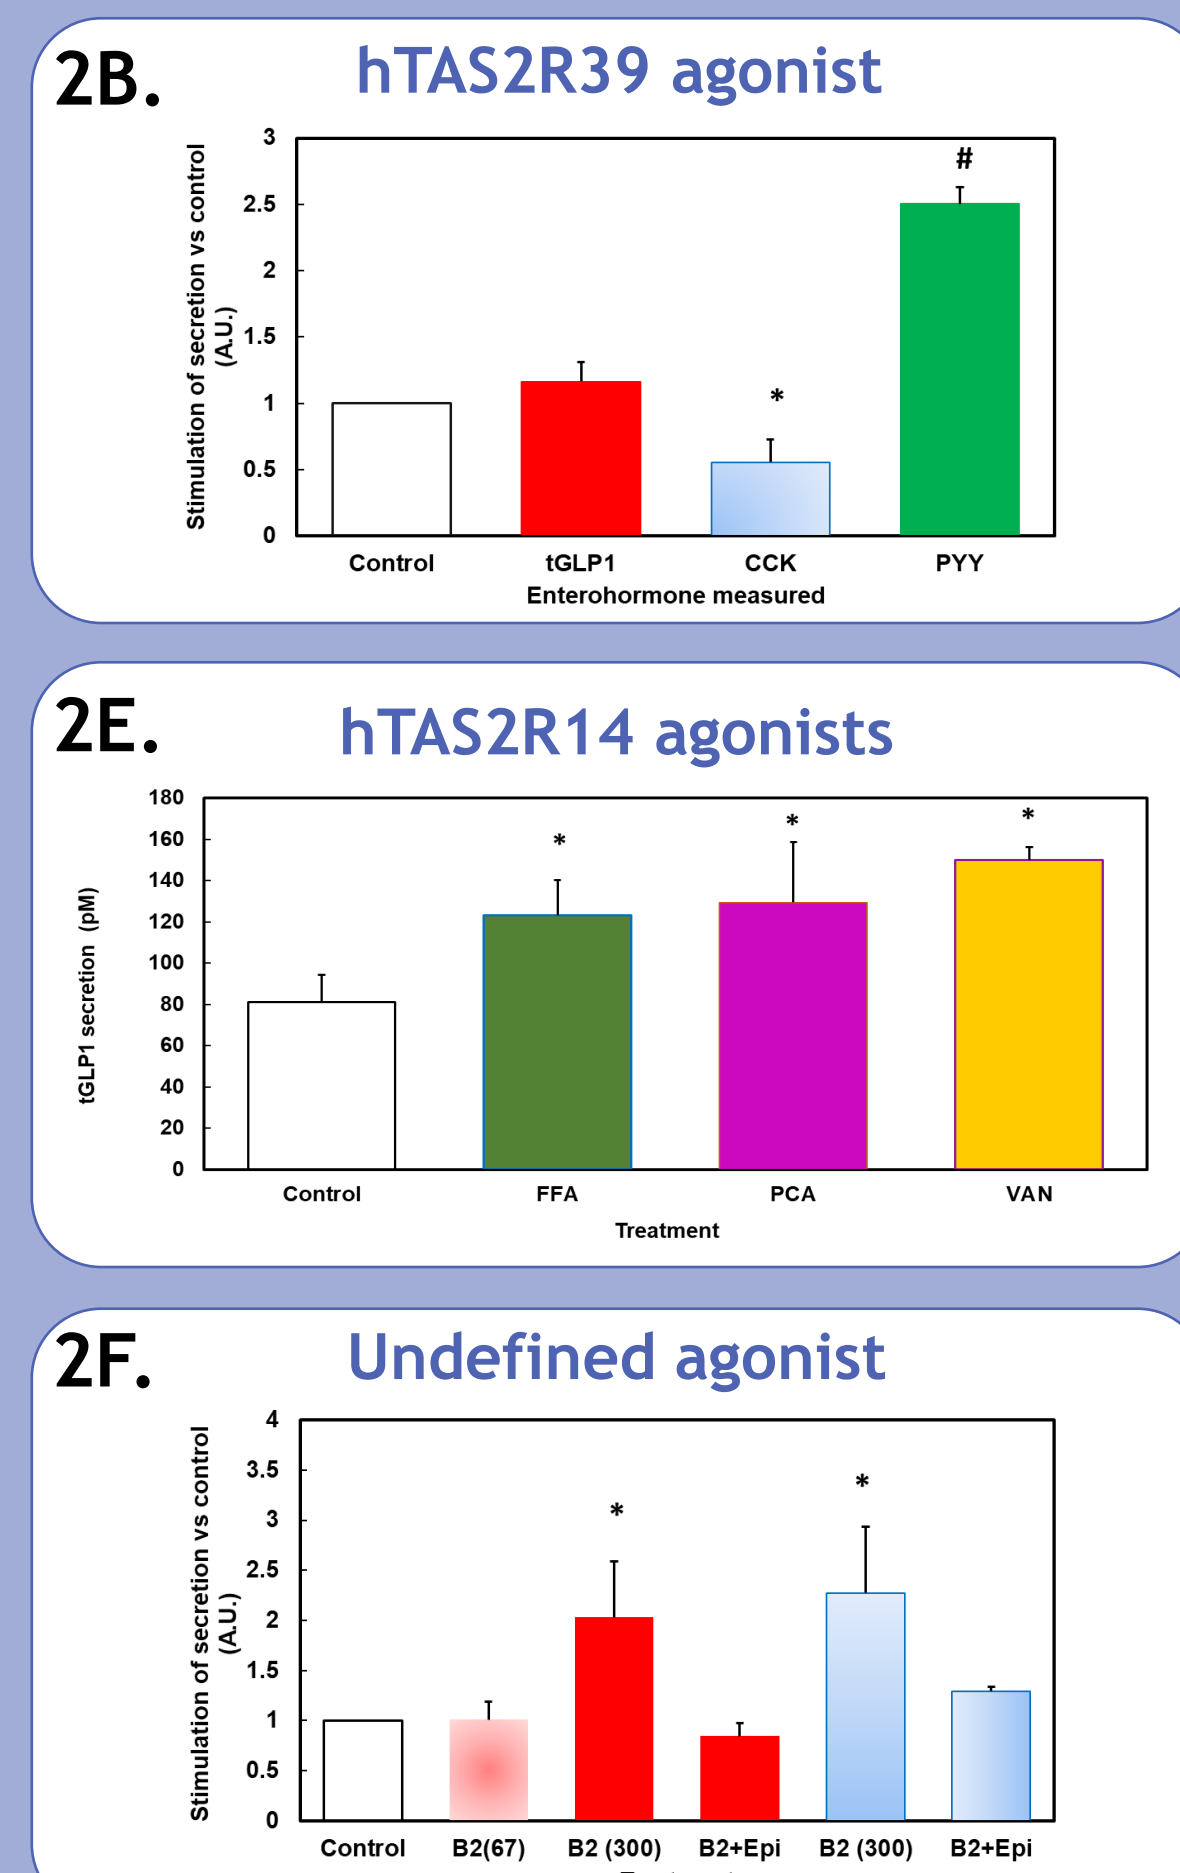 2B.
hTAS2R39 agonist
Stimulation of secretion vs control
(A.U.)
3
2.5
2
1.5
1
0.5
0
#
*
Control tGLP1 CCK PYY
Enterohormone measured
2E.
hTAS2R14 agonists
tGLP1 secretion (pM)
180
160
140
120
100
80
60
40
20
0
* * *
Control FFA PCA VAN
Treatment
2F.
Undefined agonist
Stimulation of secretion vs control
(A.U.)
4
3.5
3
2.5
2
1.5
1
0.5
0
* *
Control B2(67) B2 (300) B2+Epi B2 (300) B2+Epi